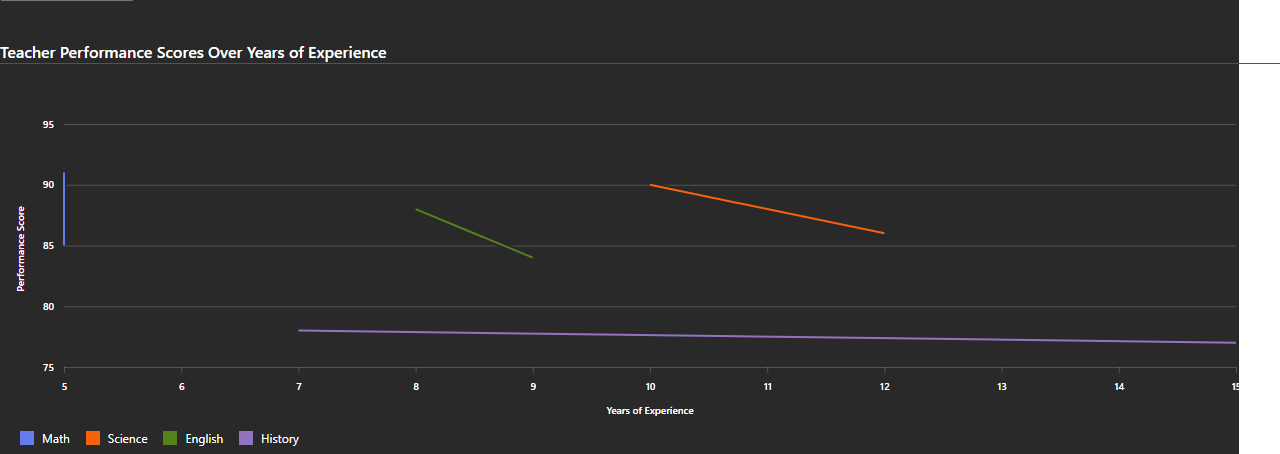 Teacher Performance Scores Over Years of Experience
95
90
85
80
75
Performance Score
5 6 7 8 9 10 11 12 13 14 15
Years of Experience
Math Science English History